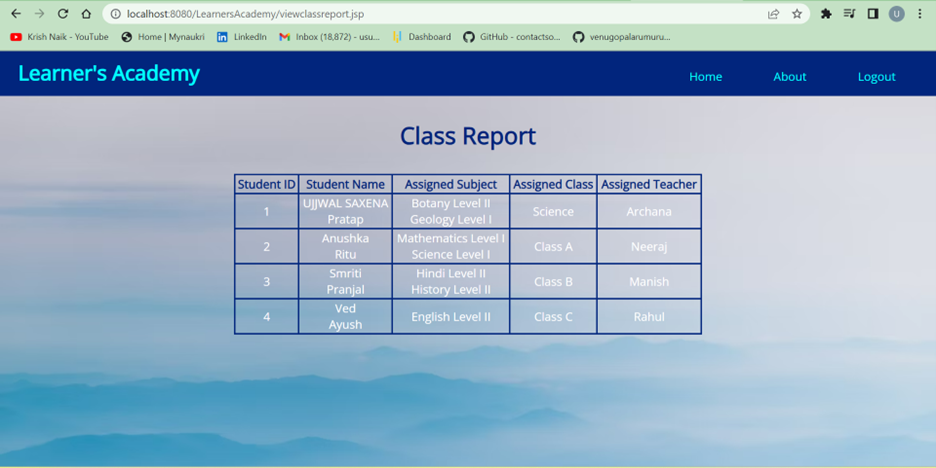 localhost:8080/LearnersAcademy/viewclassreport.jsp
U
Krish Naik - YouTube Home | Mynaukri LinkedIn Inbox (18,872) - usu... Dashboard GitHub - contactso... venugopalarumuru...
Learner's Academy Home About Logout
Class Report
Student ID Student Name Assigned Subject Assigned Class Assigned Teacher
1 UJJWAL SAXENA Botany Level II Science Archana
Pratap Geology Level I
2 Anushka Mathematics Level I Class A Neeraj
Ritu Science Level I
3 Smriti Hindi Level II Class B Manish
Pranjal History Level II
4 Ved English Level II Class C Rahul
Ayush